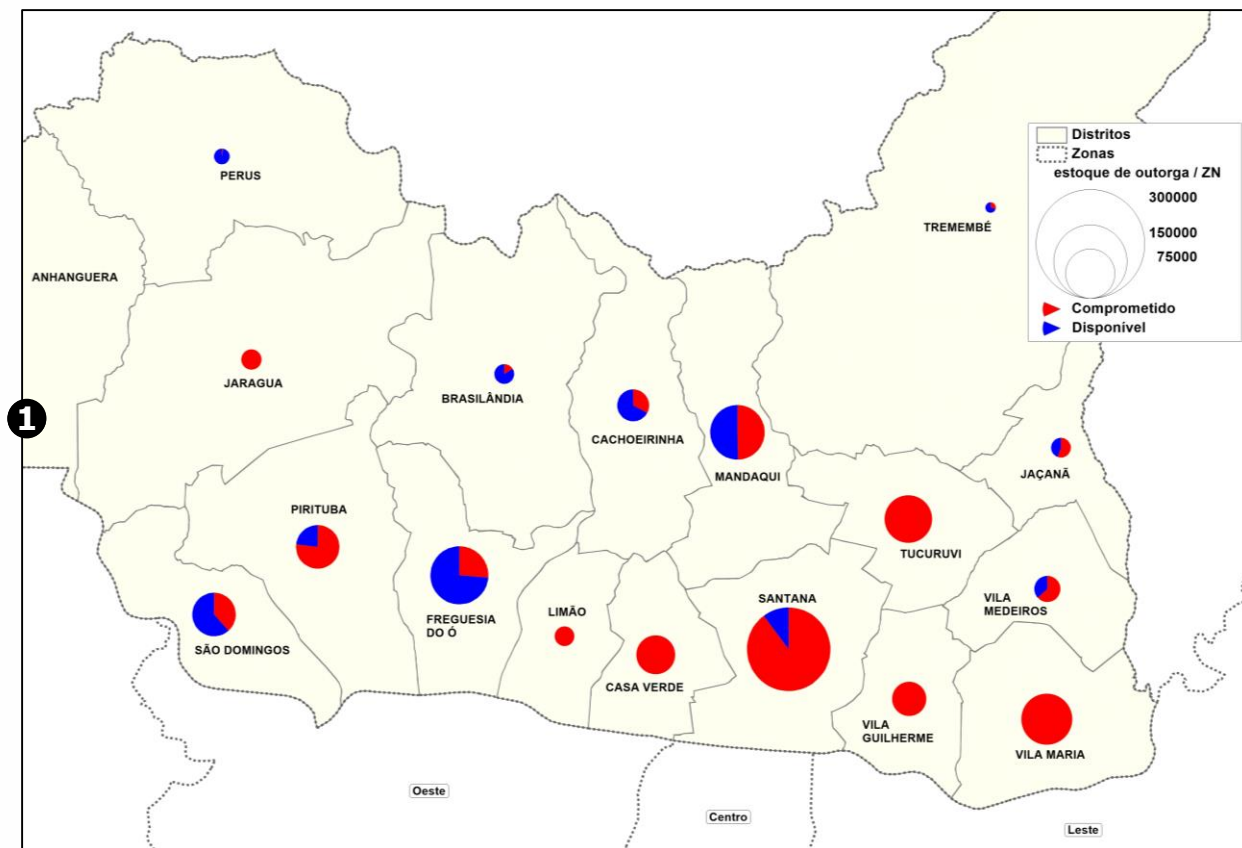 PERUS
TREMEMBÉ
Distritos
Zonas
estoque de outorga / ZN
300000
150000
75000
Comprometido
Disponível
ANHANGUERA
JARAGUA
BRASILÂNDIA
CACHOEIRINHA
MANDAQUI
JAÇANÃ
1
PIRITUBA
TUCURUVI
SÃO DOMINGOS
FREGUESIA
DO Ó
LIMÃO
CASA VERDE
SANTANA
VILA
MEDEIROS
VILA
GUILHERME
VILA MARIA
Oeste
Centro
Leste